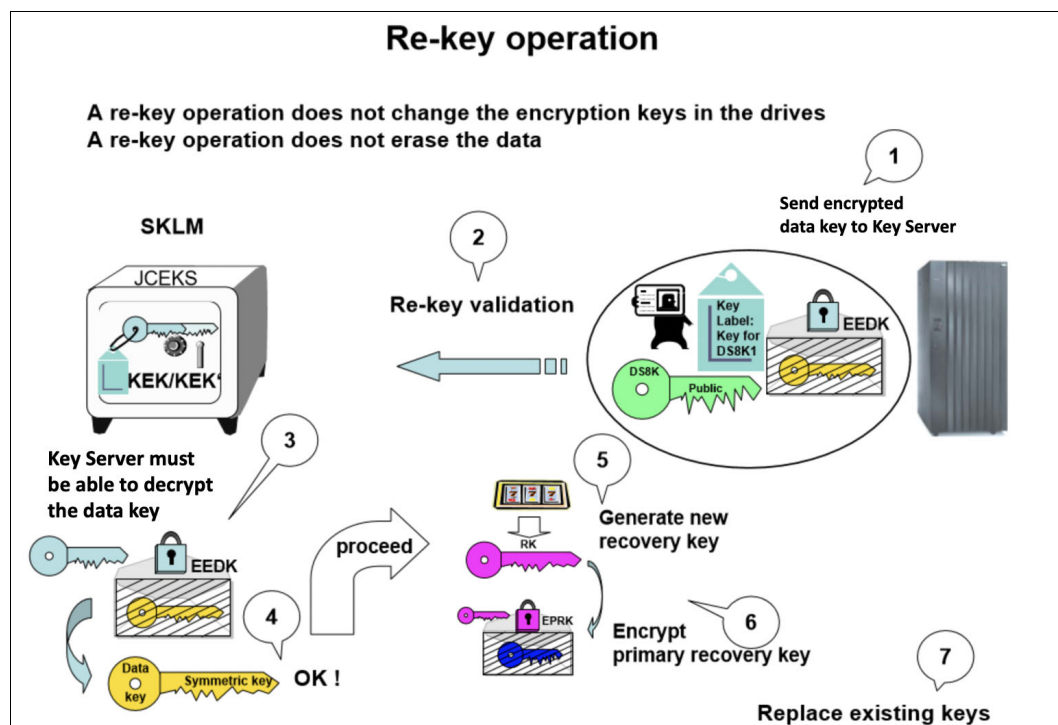 Re-key operation
A re-key operation does not change the encryption keys in the drives
A re-key operation does not erase the data
1
Send encrypted
data key to Key Server
SKLM
2
JCEKS
Re-key validation
KEK/KEK‘
Key
Label:
Key for
DS8K1
EEDK
DS8K
Public
3
Key Server must
be able to decrypt
the data key
5
? ? ?
Generate new
recovery key
proceed
RK
EEDK
4
EPRK
6
Encrypt
primary recovery key
Data
key
Symmetric key
OK !
7
Replace existing keys